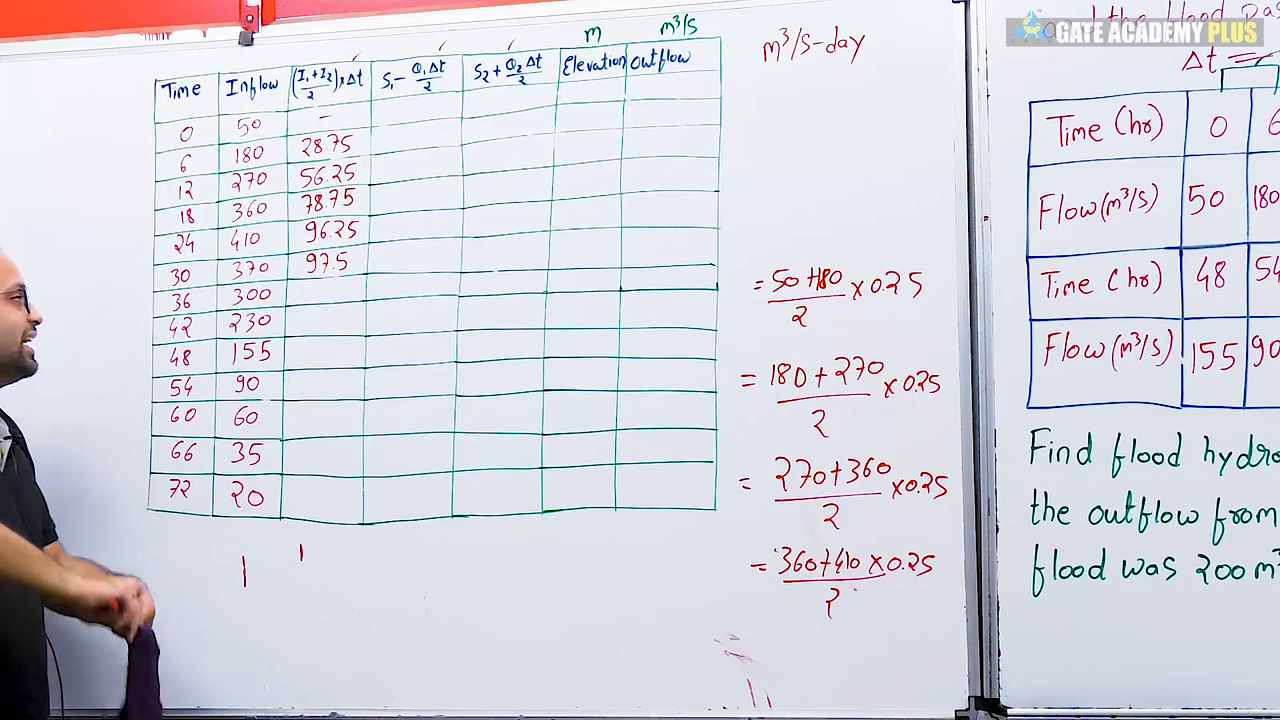 and the flood
GATE ACADEMY PLUS
m
m³/s
m³/s-day
Δt =
Time | Inflow | (I₁+I₂/2)×Δt | S₁ - Q₁Δt/2 | S₂ + Q₂Δt/2 | Elevation | Outflow
0 | 50 | -
6 | 180 | 28.75
12 | 270 | 56.25
18 | 360 | 78.75
24 | 410 | 96.25
30 | 370 | 97.5
36 | 300
42 | 230
48 | 155
54 | 90
60 | 60
66 | 35
72 | 20
= 50+180/2 × 0.25
= 180+270/2 × 0.25
= 270+360/2 × 0.25
= 360+410/2 × 0.25
Time (hr) | 0 | 6
Flow (m³/s) | 50 | 180
Time (hr) | 48 | 54
Flow (m³/s) | 155 | 90
Find flood hydro
the outflow from
flood was 200 m³